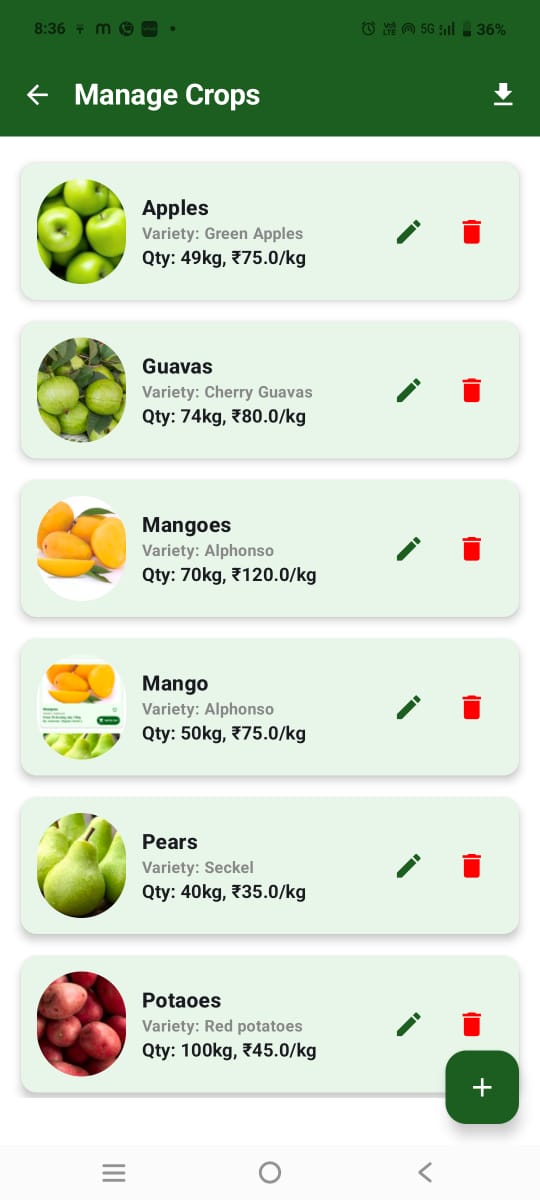 8:36
5G 36%
Manage Crops
Apples
Variety: Green Apples
Qty: 49kg, ₹75.0/kg
Guavas
Variety: Cherry Guavas
Qty: 74kg, ₹80.0/kg
Mangoes
Variety: Alphonso
Qty: 70kg, ₹120.0/kg
Mango
Variety: Alphonso
Qty: 50kg, ₹75.0/kg
Pears
Variety: Seckel
Qty: 40kg, ₹35.0/kg
Potaoes
Variety: Red potatoes
Qty: 100kg, ₹45.0/kg
+